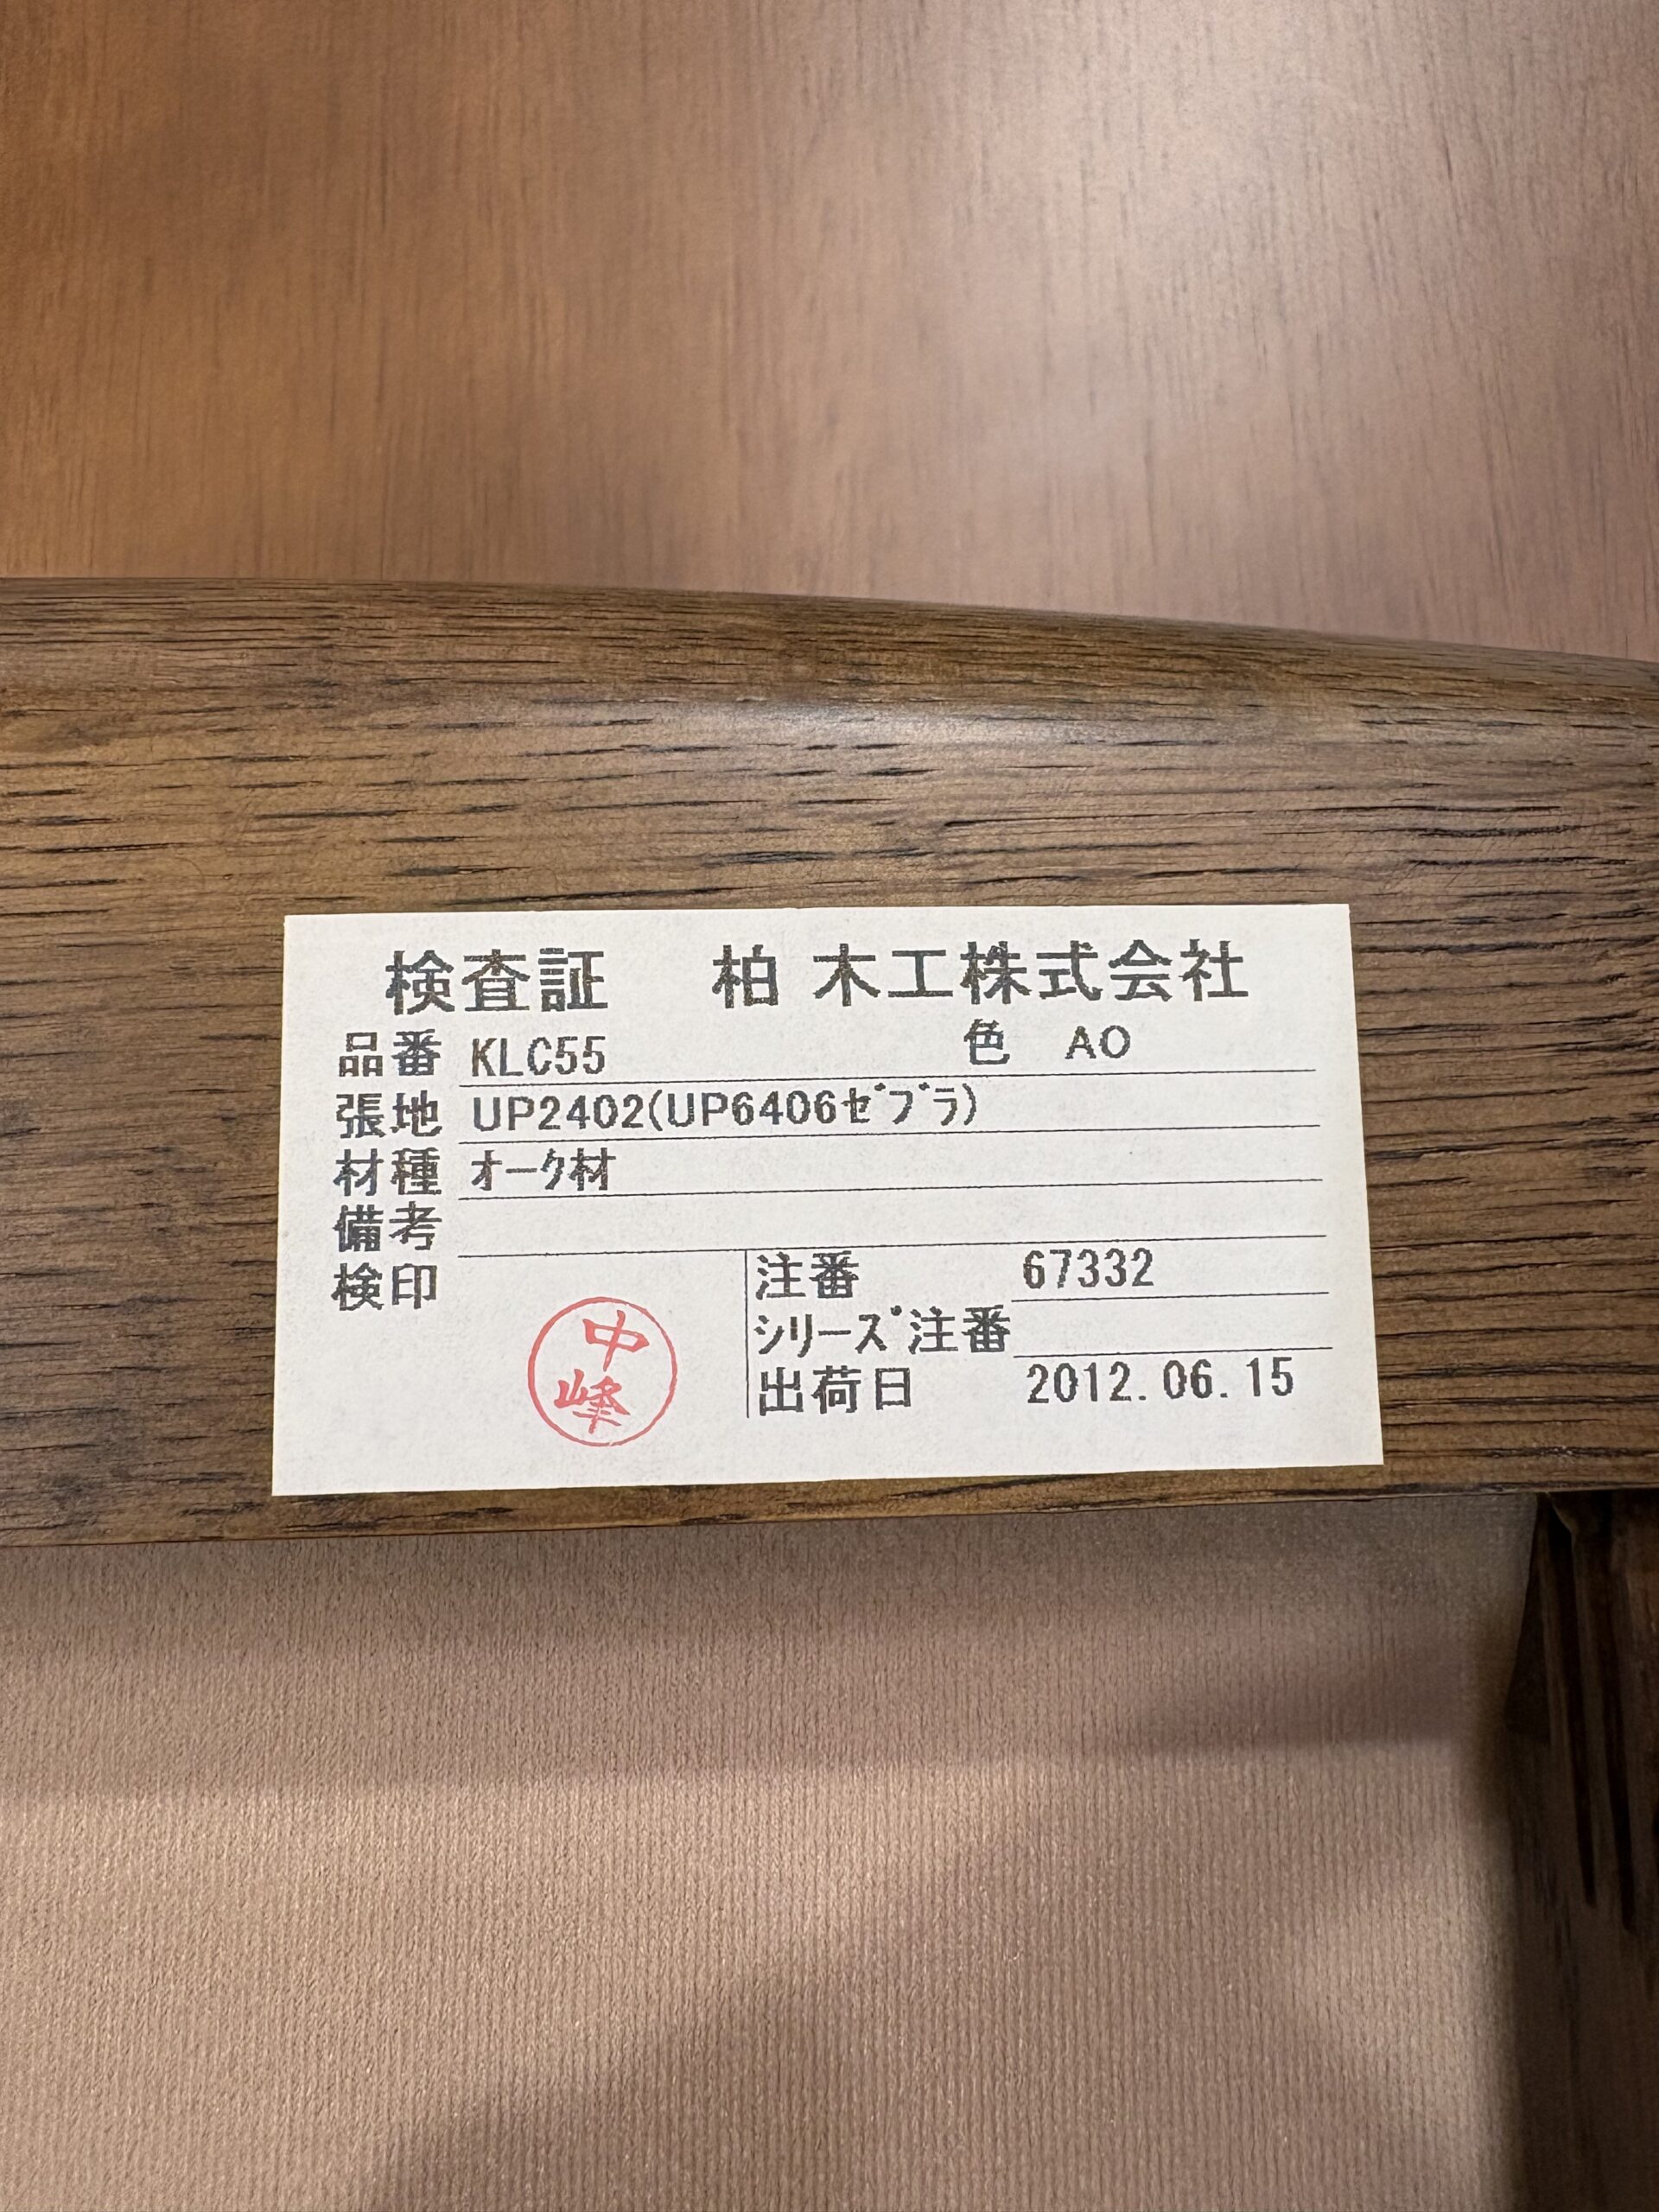 検査証 柏木工株式会社
品番 KLC55 色 AO
張地 UP2402(UP6406ｾﾞﾌﾞﾗ)
材種 ｵｰｸ材
備考
検印
中峰
注番 67332
ｼﾘｰｽﾞ注番
出荷日 2012.06.15